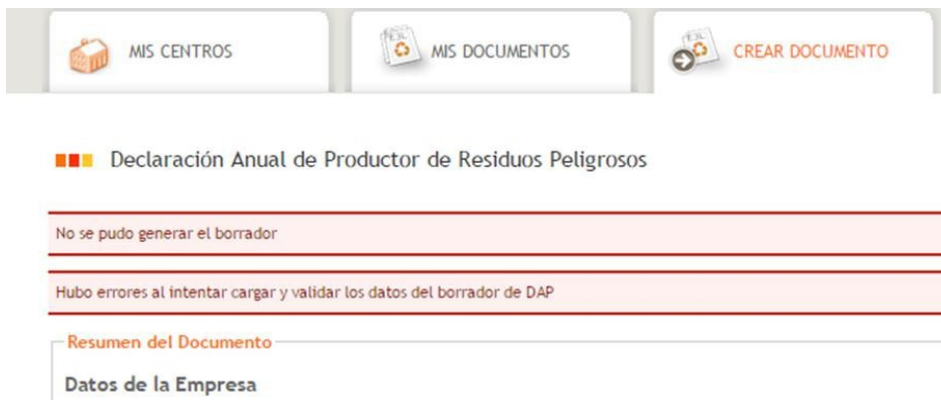 MIS CENTROS
MIS DOCUMENTOS
CREAR DOCUMENTO
Declaración Anual de Productor de Residuos Peligrosos
No se pudo generar el borrador
Hubo errores al intentar cargar y validar los datos del borrador de DAP
Resumen del Documento
Datos de la Empresa